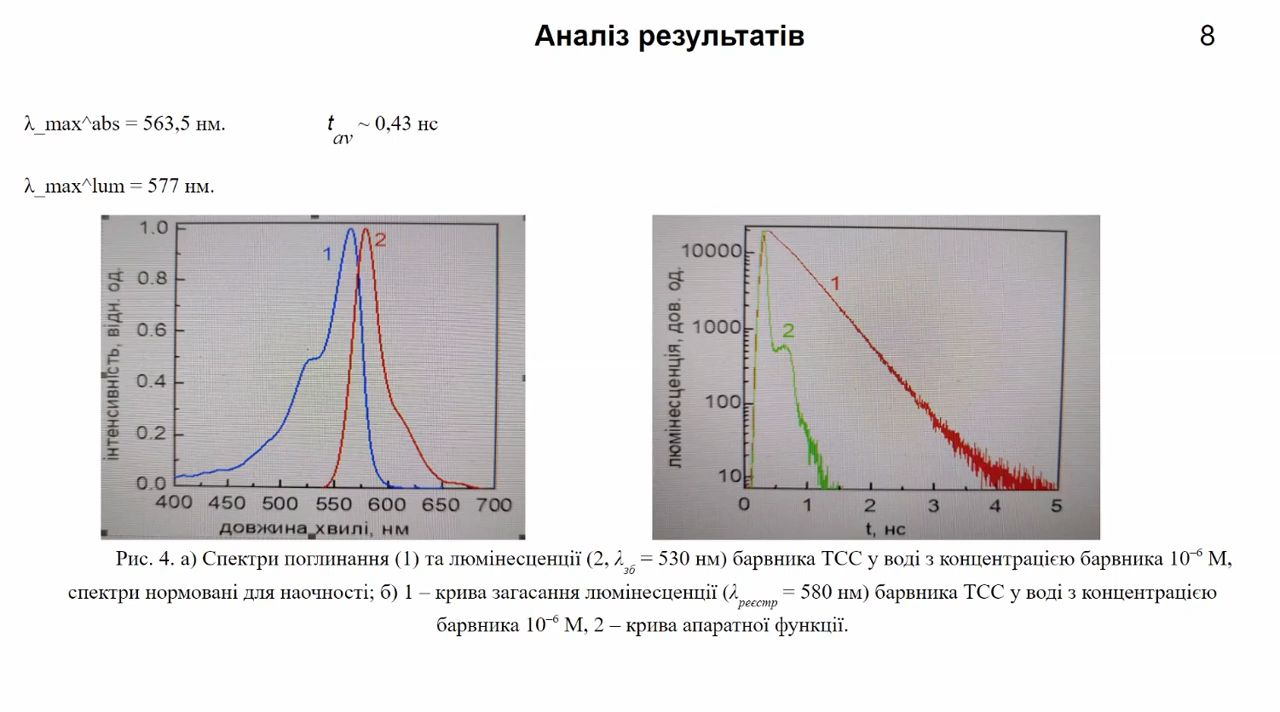 Аналіз результатів
8
λ_max^abs = 563,5 нм.
t av ~ 0,43 нс
λ_max^lum = 577 нм.
1.0
0.8
0.6
0.4
0.2
0.0
інтенсивність, відн. од.
1
2
400 450 500 550 600 650 700
довжина хвилі, нм
10000
1000
100
10
люмінесценція, дов. од.
1
2
0 1 2 3 4 5
t, нс
Рис. 4. а) Спектри поглинання (1) та люмінесценції (2, λзб = 530 нм) барвника ТСС у воді з концентрацією барвника 10⁻⁶ М,
спектри нормовані для наочності; б) 1 – крива загасання люмінесценції (λреєстр = 580 нм) барвника ТСС у воді з концентрацією
барвника 10⁻⁶ М, 2 – крива апаратної функції.